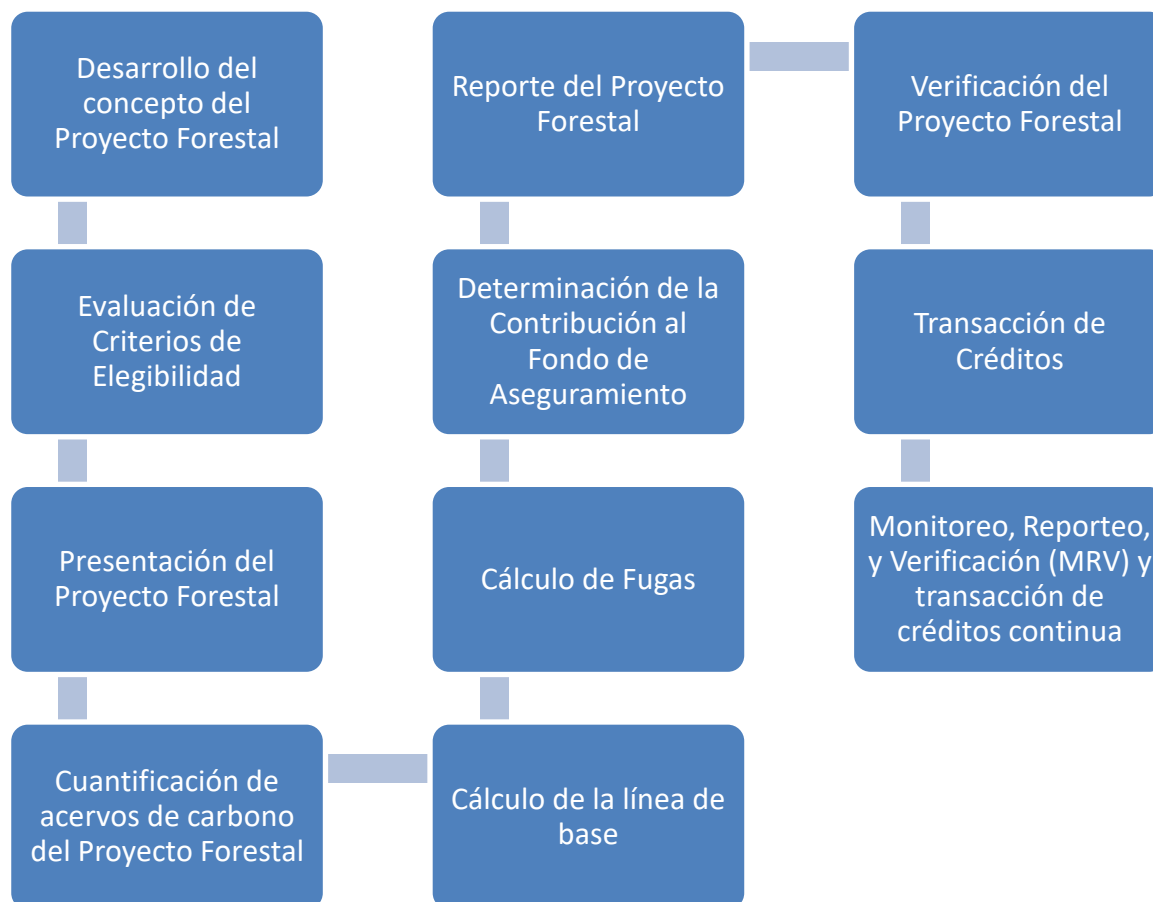 Desarrollo del
concepto del
Proyecto Forestal
Evaluación de
Criterios de
Elegibilidad
Presentación del
Proyecto Forestal
Cuantificación de
acervos de carbono
del Proyecto Forestal
Cálculo de la línea de
base
Cálculo de Fugas
Determinación de la
Contribución al
Fondo de
Aseguramiento
Reporte del Proyecto
Forestal
Verificación del
Proyecto Forestal
Transacción de
Créditos
Monitoreo, Reporteo,
y Verificación (MRV) y
transacción de
créditos continua